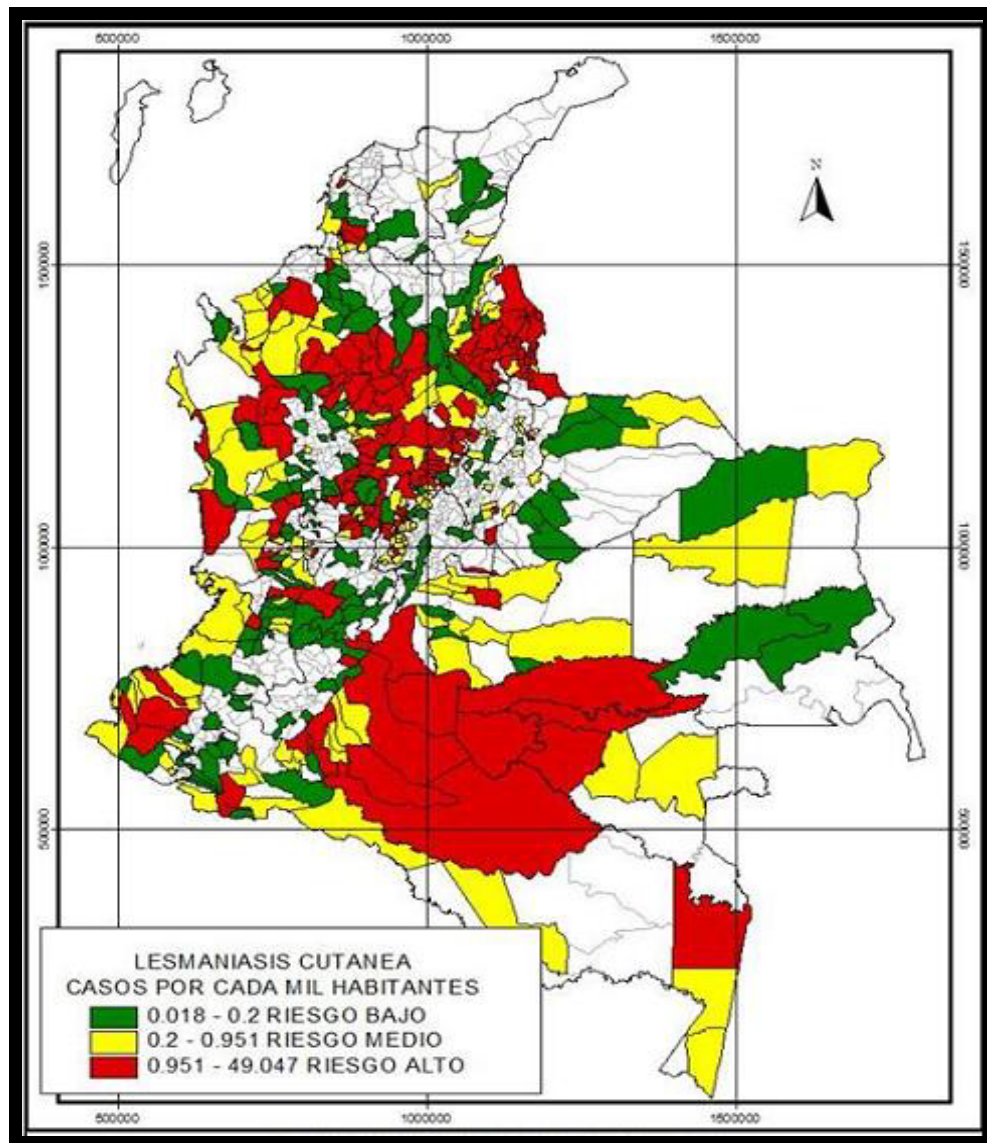 500000 1000000 1500000
N
1500000 1500000
1000000 1000000
500000 500000
LESMANIASIS CUTANEA
CASOS POR CADA MIL HABITANTES
0.018 - 0.2 RIESGO BAJO
0.2 - 0.951 RIESGO MEDIO
0.951 - 49.047 RIESGO ALTO
500000 1000000 1500000